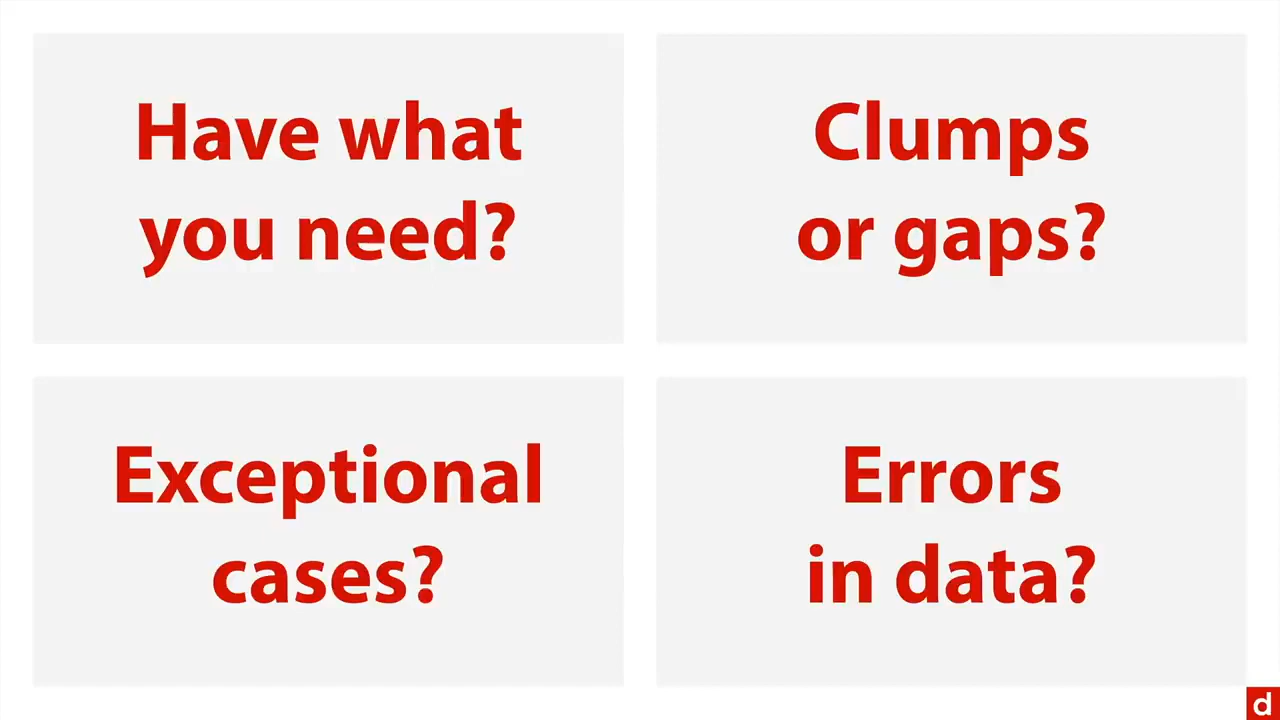 Have what
you need?
Clumps
or gaps?
Exceptional
cases?
Errors
in data?
d